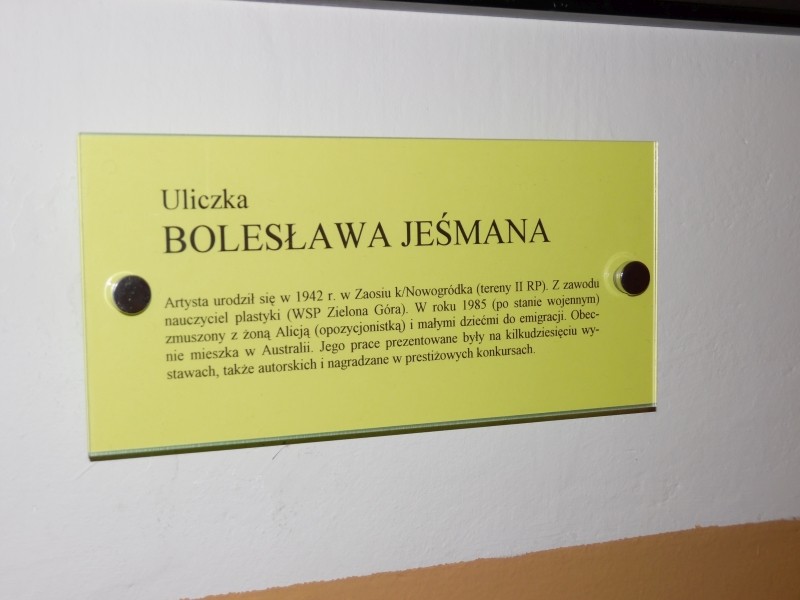 Uliczka
BOLESŁAWA JEŚMANA
Artysta urodził się w 1942 r. w Zaosiu k/Nowogródka (tereny II RP). Z zawodu
nauczyciel plastyki (WSP Zielona Góra). W roku 1985 (po stanie wojennym)
zmuszony z żoną Alicją (opozycjonistką) i małymi dziećmi do emigracji. Obec-
nie mieszka w Australii. Jego prace prezentowane były na kilkudziesięciu wy-
stawach, także autorskich i nagradzane w prestiżowych konkursach.